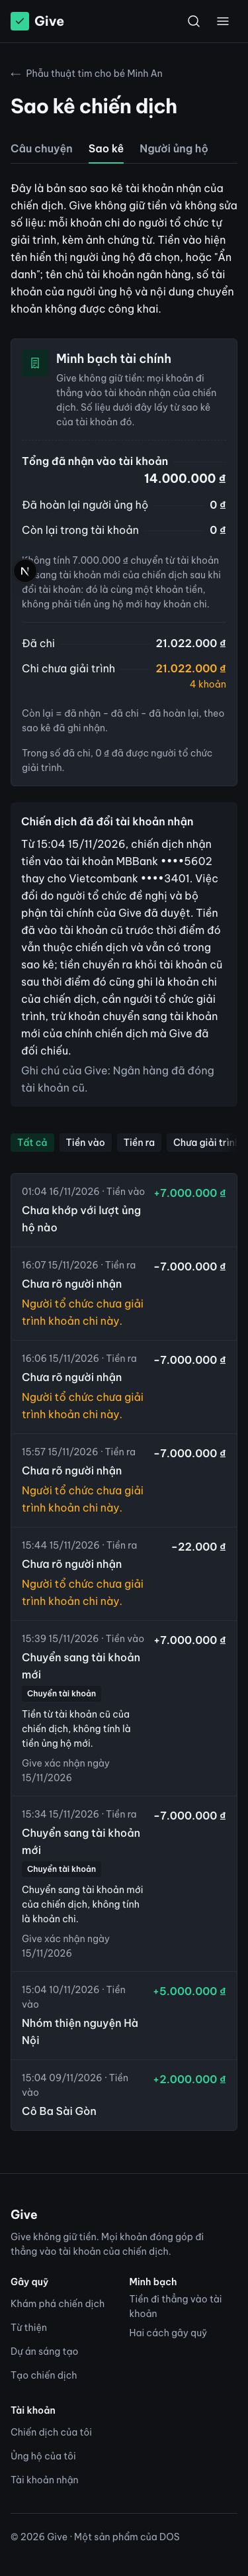 Give
← Phẫu thuật tim cho bé Minh An
Sao kê chiến dịch
Câu chuyện Sao kê Người ủng hộ
Đây là bản sao sao kê tài khoản nhận của
chiến dịch. Give không giữ tiền và không sửa
số liệu: mỗi khoản chi do người tổ chức tự
giải trình, kèm ảnh chứng từ. Tiền vào hiện
tên hiển thị người ủng hộ đã chọn, hoặc "Ẩn
danh"; tên chủ tài khoản ngân hàng, số tài
khoản của người ủng hộ và nội dung chuyển
khoản không được công khai.
Minh bạch tài chính
Give không giữ tiền: mọi khoản đi
thẳng vào tài khoản nhận của chiến
dịch. Số liệu dưới đây lấy từ sao kê
của tài khoản đó.
Tổng đã nhận vào tài khoản
14.000.000 ₫
Đã hoàn lại người ủng hộ 0 ₫
Còn lại trong tài khoản 0 ₫
tính 7.000.000 ₫ chuyển từ tài khoản
sang tài khoản mới của chiến dịch sau khi
đổi tài khoản: đó là cùng một khoản tiền,
không phải tiền ủng hộ mới hay khoản chi.
Đã chi 21.022.000 ₫
Chi chưa giải trình 21.022.000 ₫
4 khoản
Còn lại = đã nhận − đã chi − đã hoàn lại, theo
sao kê đã ghi nhận.
Trong số đã chi, 0 ₫ đã được người tổ chức
giải trình.
Chiến dịch đã đổi tài khoản nhận
Từ 15:04 15/11/2026, chiến dịch nhận
tiền vào tài khoản MBBank ••••5602
thay cho Vietcombank ••••3401. Việc
đổi do người tổ chức đề nghị và bộ
phận tài chính của Give đã duyệt. Tiền
đã vào tài khoản cũ trước thời điểm đó
vẫn thuộc chiến dịch và vẫn có trong
sao kê; tiền chuyển ra khỏi tài khoản cũ
sau thời điểm đó cũng ghi là khoản chi
của chiến dịch, cần người tổ chức giải
trình, trừ khoản chuyển sang tài khoản
mới của chính chiến dịch mà Give đã
đối chiếu.
Ghi chú của Give: Ngân hàng đã đóng
tài khoản cũ.
Tất cả Tiền vào Tiền ra Chưa giải trình
01:04 16/11/2026 · Tiền vào +7.000.000 ₫
Chưa khớp với lượt ủng
hộ nào
16:07 15/11/2026 · Tiền ra −7.000.000 ₫
Chưa rõ người nhận
Người tổ chức chưa giải
trình khoản chi này.
16:06 15/11/2026 · Tiền ra −7.000.000 ₫
Chưa rõ người nhận
Người tổ chức chưa giải
trình khoản chi này.
15:57 15/11/2026 · Tiền ra −7.000.000 ₫
Chưa rõ người nhận
Người tổ chức chưa giải
trình khoản chi này.
15:44 15/11/2026 · Tiền ra −22.000 ₫
Chưa rõ người nhận
Người tổ chức chưa giải
trình khoản chi này.
15:39 15/11/2026 · Tiền vào +7.000.000 ₫
Chuyển sang tài khoản
mới
Chuyển tài khoản
Tiền từ tài khoản cũ của
chiến dịch, không tính là
tiền ủng hộ mới.
Give xác nhận ngày
15/11/2026
15:34 15/11/2026 · Tiền ra −7.000.000 ₫
Chuyển sang tài khoản
mới
Chuyển tài khoản
Chuyển sang tài khoản mới
của chiến dịch, không tính
là khoản chi.
Give xác nhận ngày
15/11/2026
15:04 10/11/2026 · Tiền
vào +5.000.000 ₫
Nhóm thiện nguyện Hà
Nội
15:04 09/11/2026 · Tiền
vào +2.000.000 ₫
Cô Ba Sài Gòn
Give
Give không giữ tiền. Mọi khoản đóng góp đi
thẳng vào tài khoản của chiến dịch.
Gây quỹ
Khám phá chiến dịch
Từ thiện
Dự án sáng tạo
Tạo chiến dịch
Minh bạch
Tiền đi thẳng vào tài
khoản
Hai cách gây quỹ
Tài khoản
Chiến dịch của tôi
Ủng hộ của tôi
Tài khoản nhận
© 2026 Give · Một sản phẩm của DOS